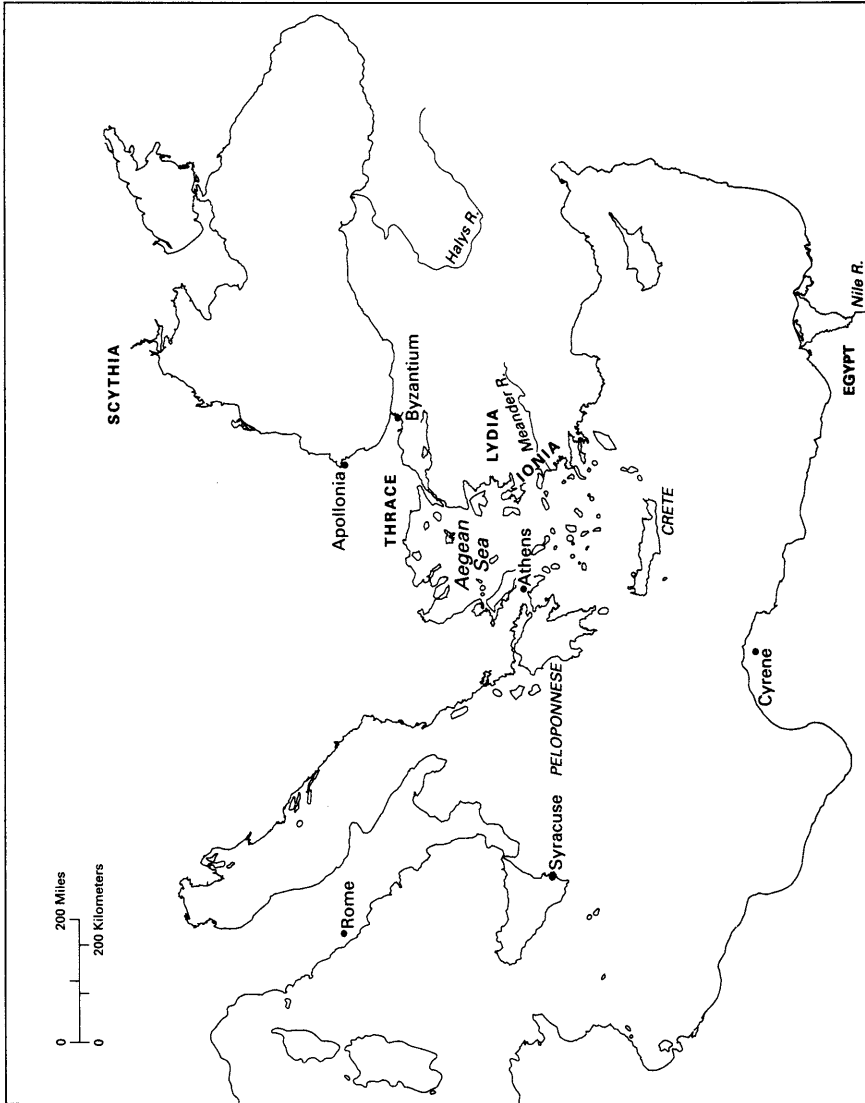 0 200 Miles
0 200 Kilometers
SCYTHIA
Apollonia
Byzantium
THRACE
Halys R.
Aegean
Sea
LYDIA
Meander R.
IONIA
Athens
Rome
Syracuse
PELOPONNESE
CRETE
Cyrene
EGYPT
Nile R.